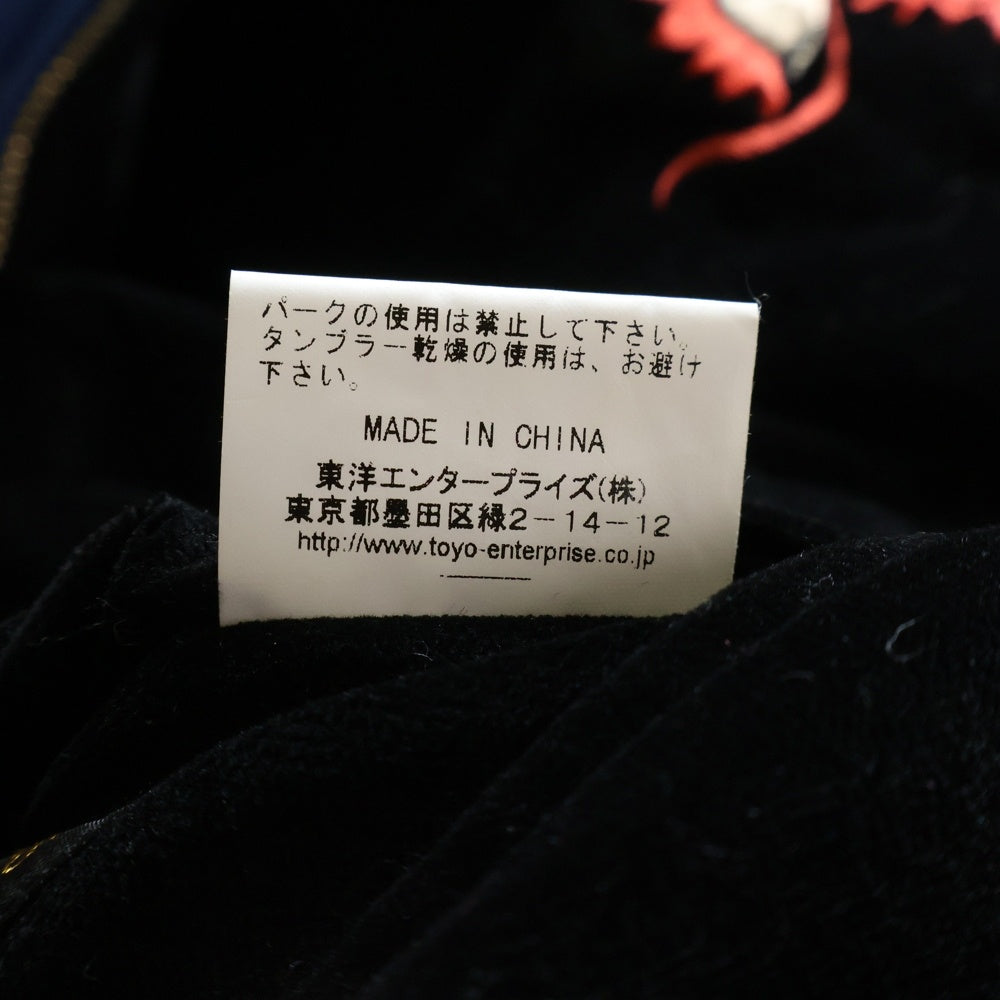 パークの使用は禁止して下さい。
タンブラー乾燥の使用は、お避け
下さい。
MADE IN CHINA
東洋エンタープライズ(株)
東京都墨田区緑2-14-12
http://www.toyo-enterprise.co.jp